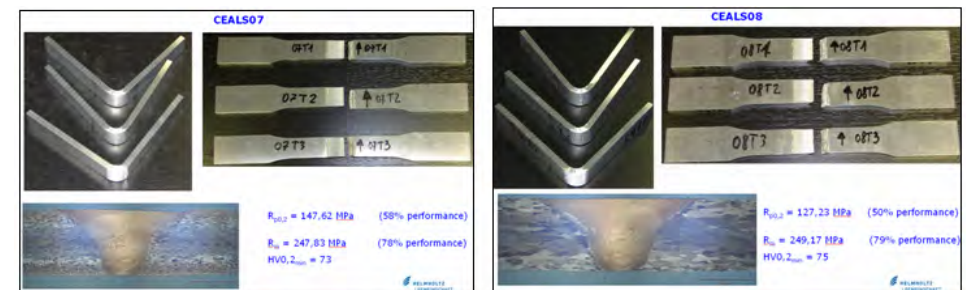 CEALS07
07T1 07T1
07T2 07T2
07T3 07T3
Rp0,2 = 147,62 MPa (58% performance)
Rm = 247,83 MPa (78% performance)
HV0,2min = 73
HELMHOLTZ
CEALS08
08T1 08T1
08T2 08T2
08T3 08T3
Rp0,2 = 127,23 MPa (50% performance)
Rm = 249,17 MPa (79% performance)
HV0,2min = 75
HELMHOLTZ